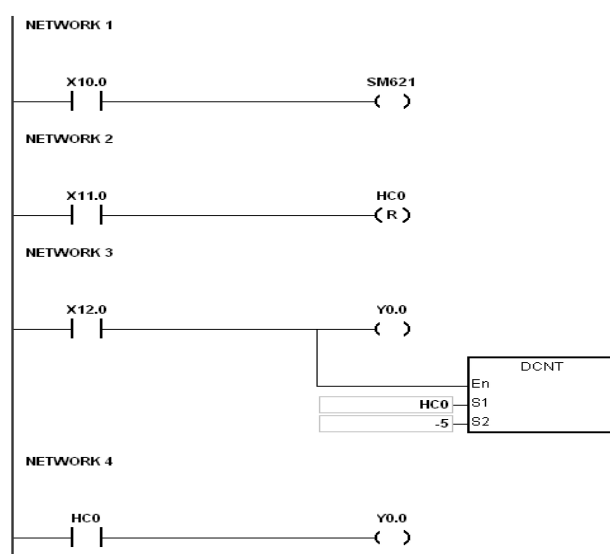 NETWORK 1
X10.0 SM621
NETWORK 2
X11.0 HC0
R
NETWORK 3
X12.0 Y0.0
DCNT
En
HC0 S1
-5 S2
NETWORK 4
HC0 Y0.0